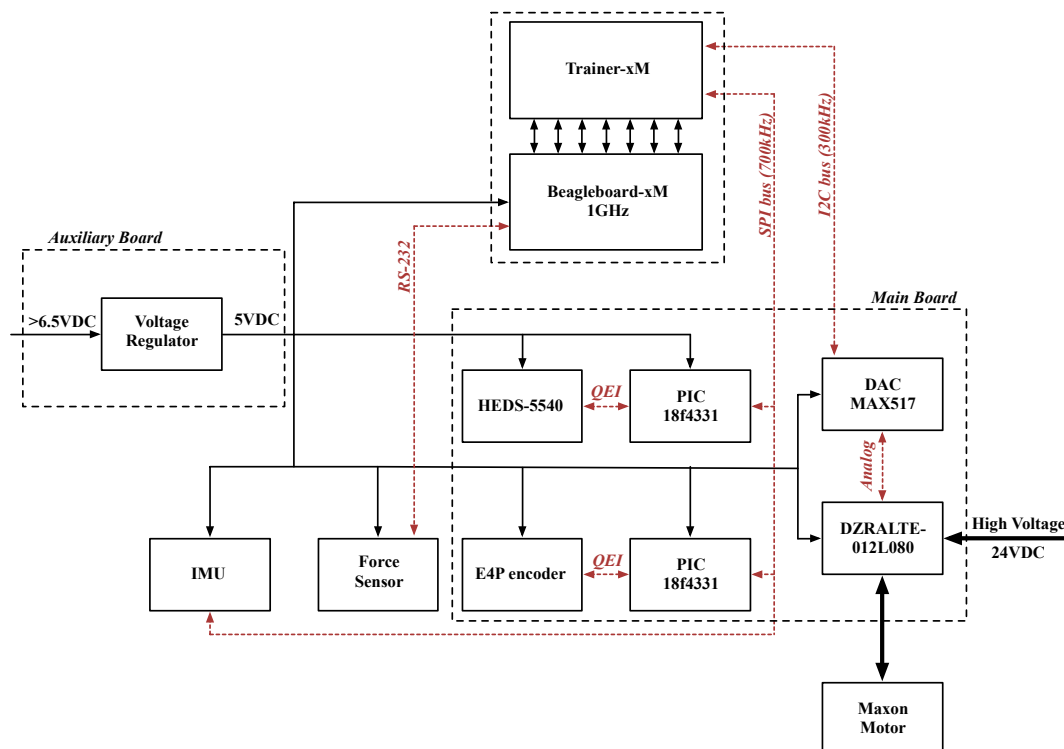 Trainer-xM
Beagleboard-xM
1GHz
SPI bus (700kHz)
I2C bus (300kHz)
RS-232
Auxiliary Board
>6.5VDC
Voltage
Regulator
5VDC
Main Board
HEDS-5540
QEI
PIC
18f4331
DAC
MAX517
Analog
IMU
Force
Sensor
E4P encoder
QEI
PIC
18f4331
DZRALTE-
012L080
High Voltage
24VDC
Maxon
Motor